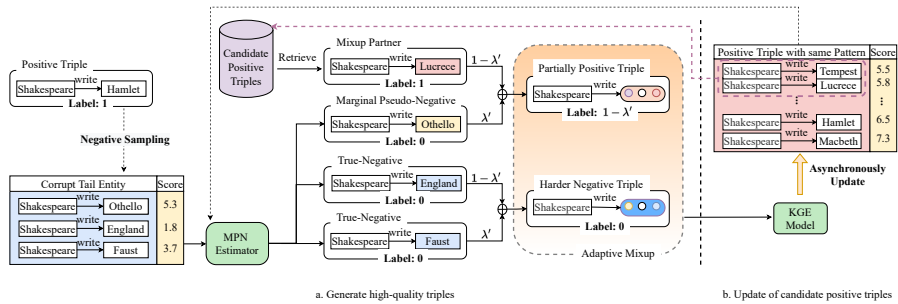 Positive Triple
Shakespeare write Hamlet
Label: 1
Negative Sampling
Corrupt Tail Entity Score
Shakespeare write Othello 5.3
Shakespeare write England 1.8
Shakespeare write Faust 3.7
Candidate
Positive
Triples
Retrieve
MPN
Estimator
Mixup Partner
Shakespeare write Lucrece
Label: 1
1 − λ′
Marginal Pseudo-Negative
Shakespeare write Othello
Label: 0
λ′
True-Negative
Shakespeare write England
Label: 0
1 − λ′
True-Negative
Shakespeare write Faust
Label: 0
λ′
Partially Positive Triple
Shakespeare write
Label: 1 − λ′
Harder Negative Triple
Shakespeare write
Label: 0
Adaptive Mixup
Positive Triple with same Pattern Score
Shakespeare write Tempest 5.5
Shakespeare write Lucrece 5.8
⋮ ⋮
Shakespeare write Hamlet 6.5
Shakespeare write Macbeth 7.3
Asynchronously
Update
KGE
Model
a. Generate high-quality triples
b. Update of candidate positive triples